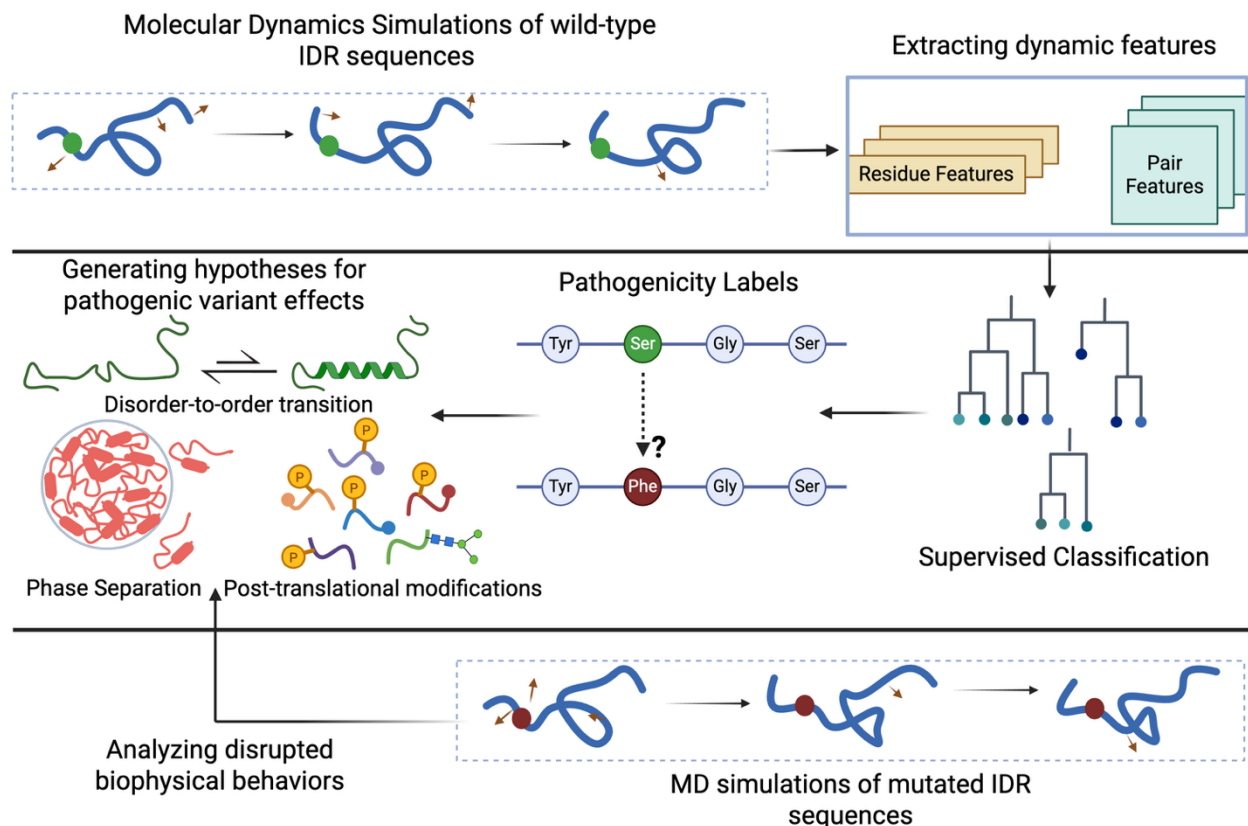 Molecular Dynamics Simulations of wild-type
IDR sequences
Extracting dynamic features
Residue Features
Pair
Features
Generating hypotheses for
pathogenic variant effects
Disorder-to-order transition
Phase Separation
Post-translational modifications
P
P
P
P
P
Pathogenicity Labels
Tyr
Ser
Gly
Ser
?
Tyr
Phe
Gly
Ser
Supervised Classification
Analyzing disrupted
biophysical behaviors
MD simulations of mutated IDR
sequences